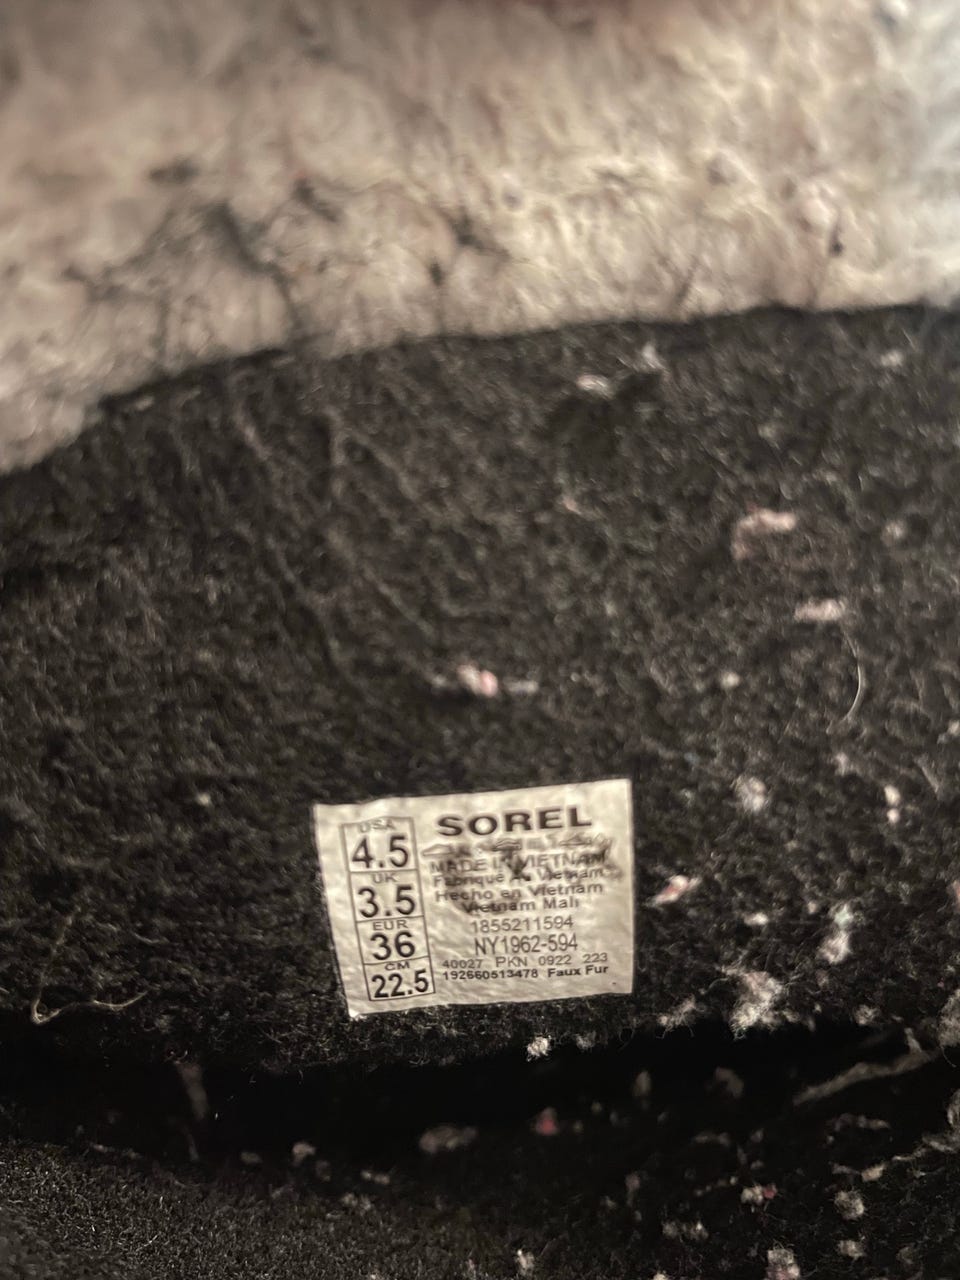 USA
4.5
UK
3.5
EUR
36
CM
22.5
SOREL
MADE IN VIETNAM
Fabriqué Au Vietnam
Hecho en Vietnam
Vietnam Malı
1855211594
NY1962-594
40027 PKN 0922 223
192660513478 Faux Fur